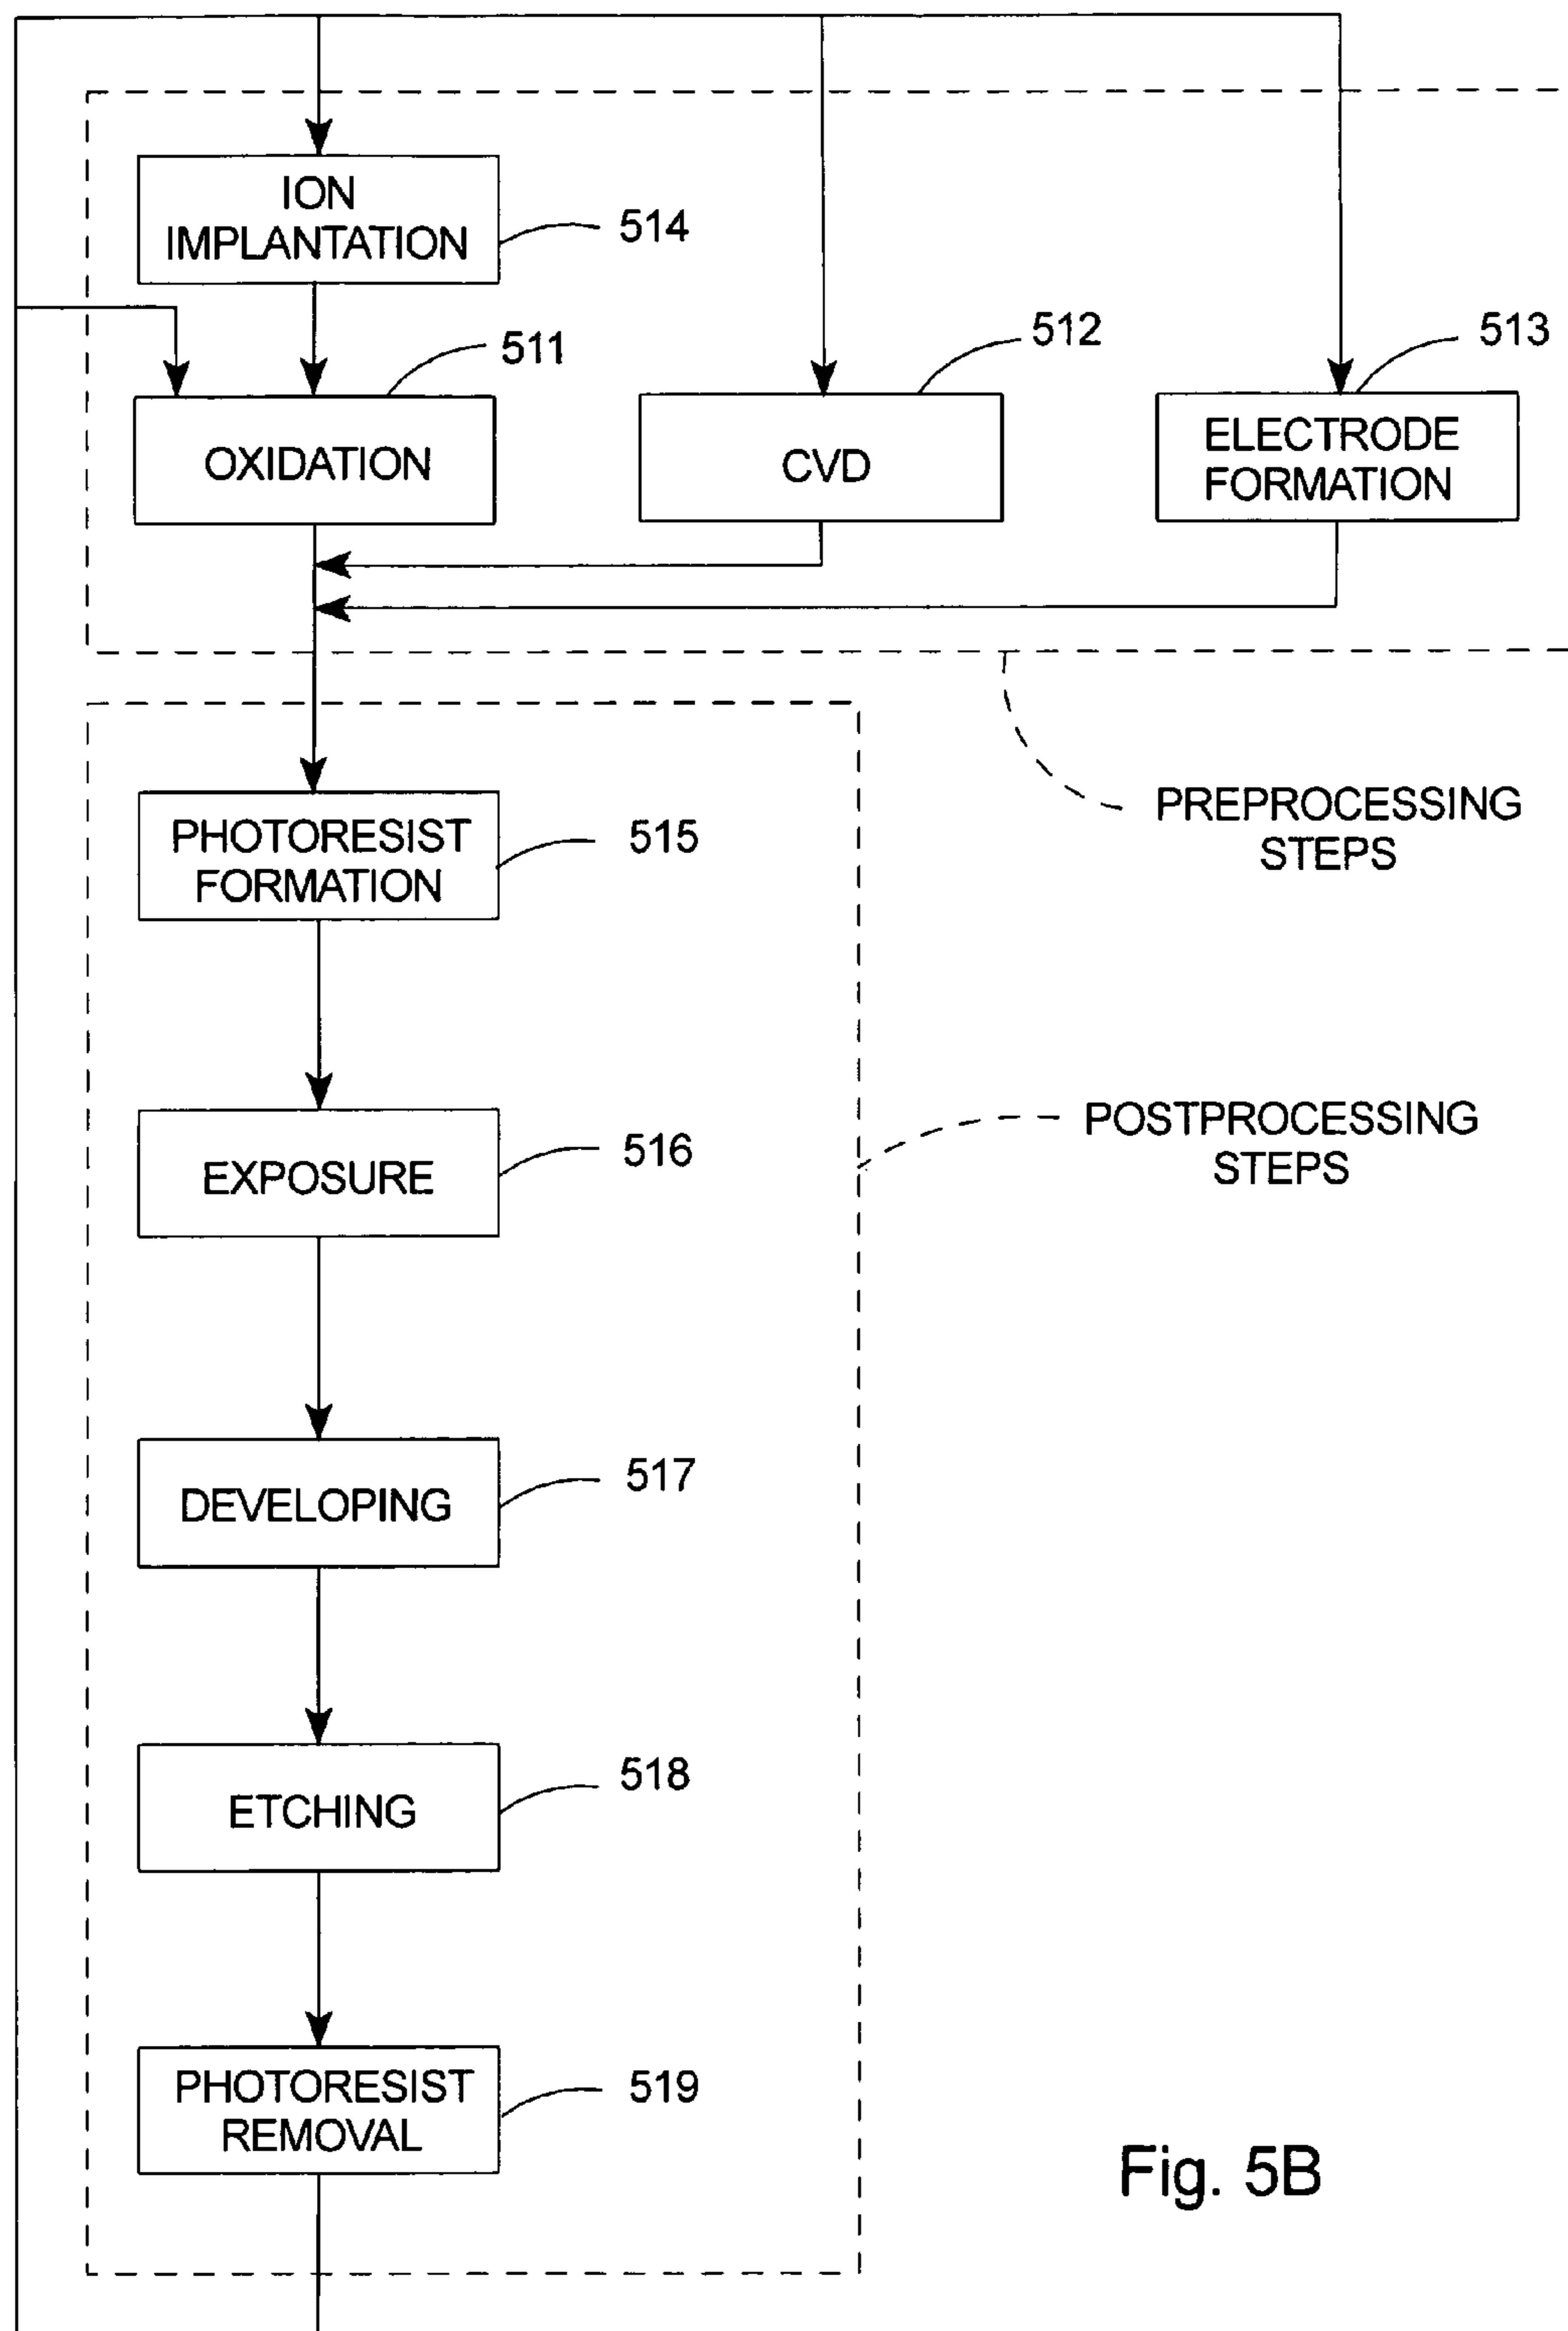 ION
IMPLANTATION
514
511
512
513
OXIDATION
CVD
ELECTRODE
FORMATION
PREPROCESSING
STEPS
PHOTORESIST
FORMATION
515
EXPOSURE
516
POSTPROCESSING
STEPS
DEVELOPING
517
ETCHING
518
PHOTORESIST
REMOVAL
519
Fig. 5B